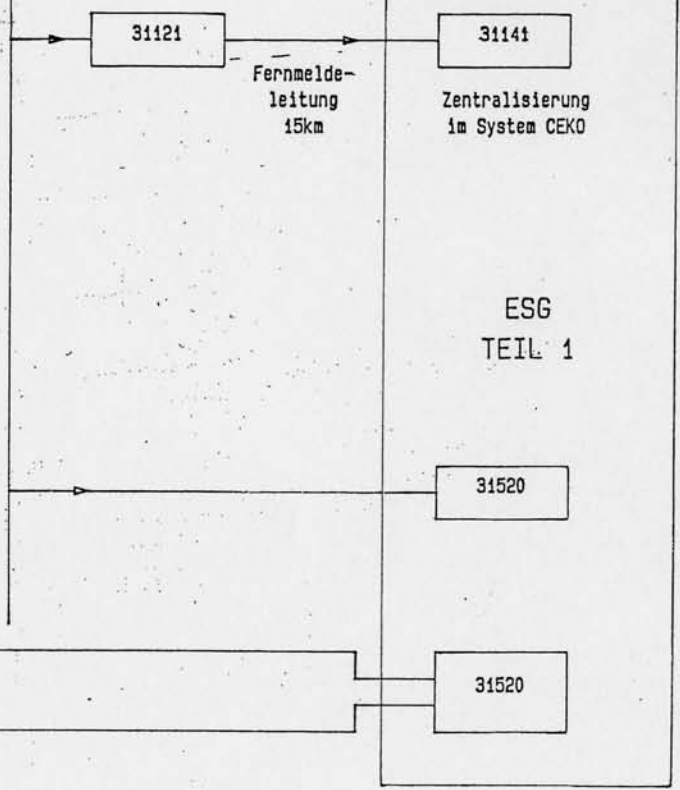 31121
31141
Fernmelde-
leitung
15km
Zentralisierung
im System CEKO
ESG
TEIL 1
31520
31520